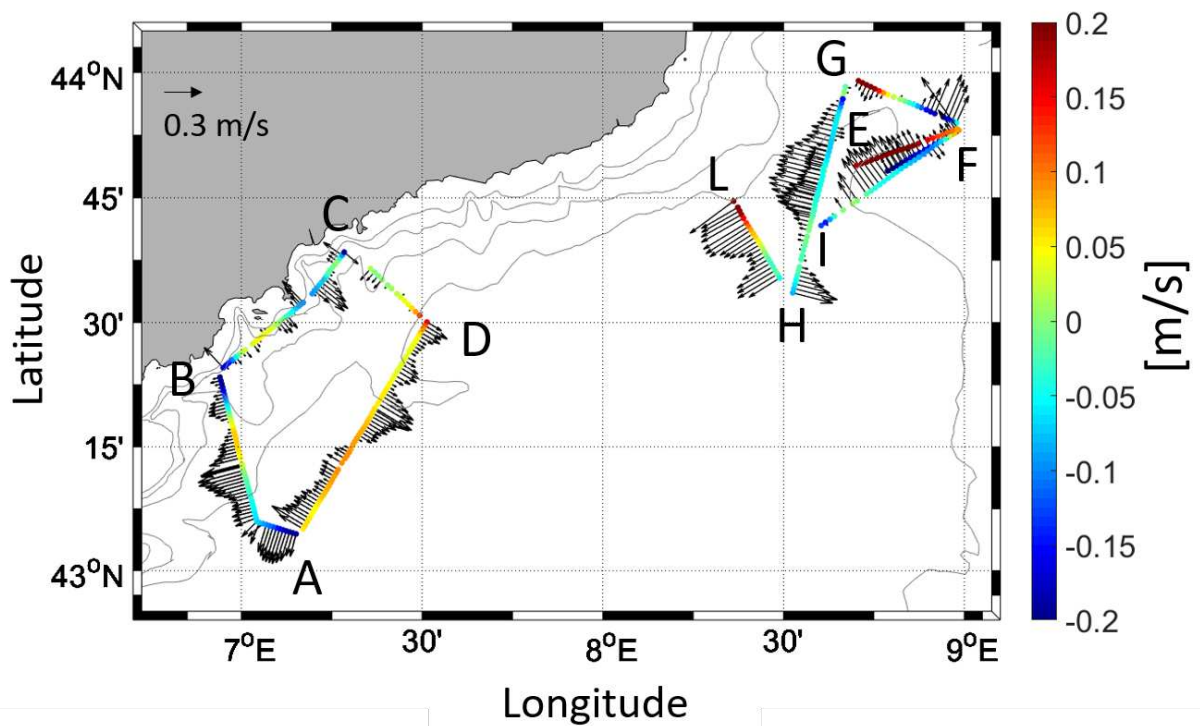 44°N
45'
30'
15'
43°N
7°E
30'
8°E
30'
9°E
Latitude
Longitude
0.3 m/s
A
B
C
D
E
F
G
H
I
L
0.2
0.15
0.1
0.05
0
-0.05
-0.1
-0.15
-0.2
[m/s]